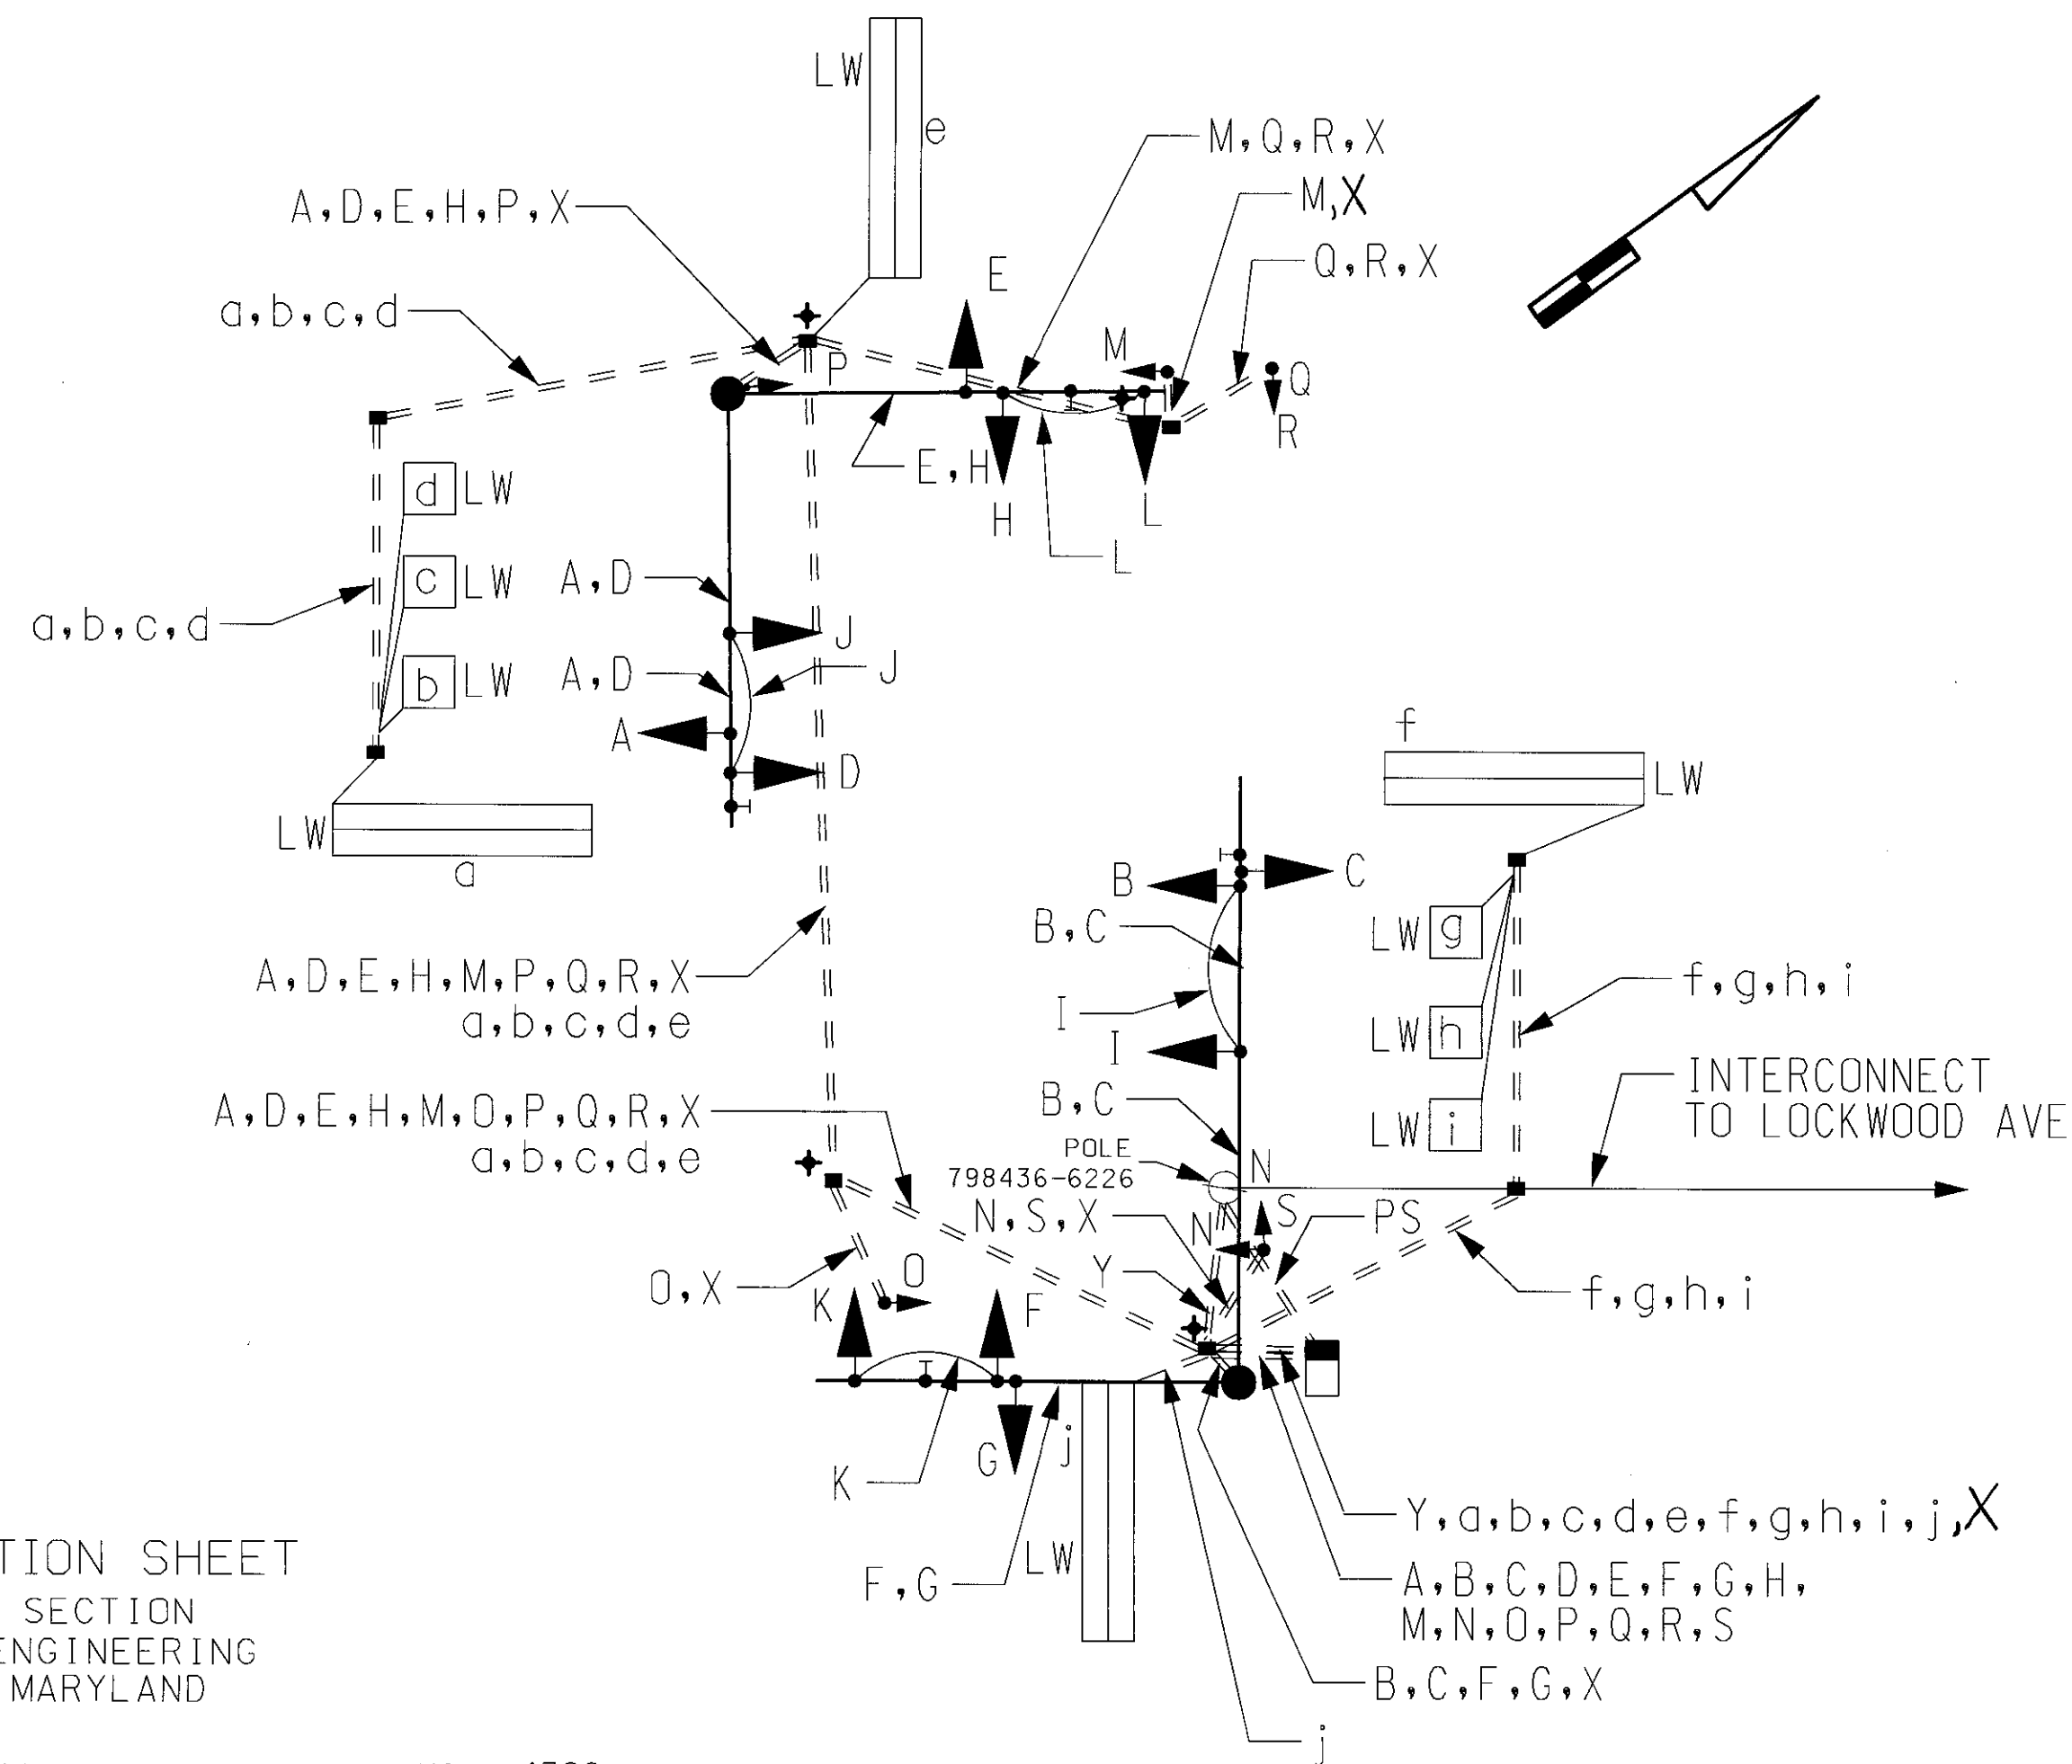 LW
e
M,Q,R,X
A,D,E,H,P,X
M,X
Q,R,X
E
a,b,c,d
M
P
Q
R
d LW
E,H
H
L
c LW
A,D
L
a,b,c,d
J
b LW
A,D
J
A
f
D
LW
LW
a
B
C
B,C
LW g
A,D,E,H,M,P,Q,R,X
a,b,c,d,e
f,g,h,i
I
LW h
I
INTERCONNECT
TO LOCKWOOD AVE
A,D,E,H,M,O,P,Q,R,X
a,b,c,d,e
B,C
LW i
POLE
798436-6226
N
N,S,X
N
S
PS
O,X
O
Y
f,g,h,i
K
F
G
j
K
Y,a,b,c,d,e,f,g,h,i,j,X
F,G
LW
A,B,C,D,E,F,G,H,
M,N,O,P,Q,R,S
TION SHEET
SECTION
ENGINEERING
MARYLAND
B,C,F,G,X
j